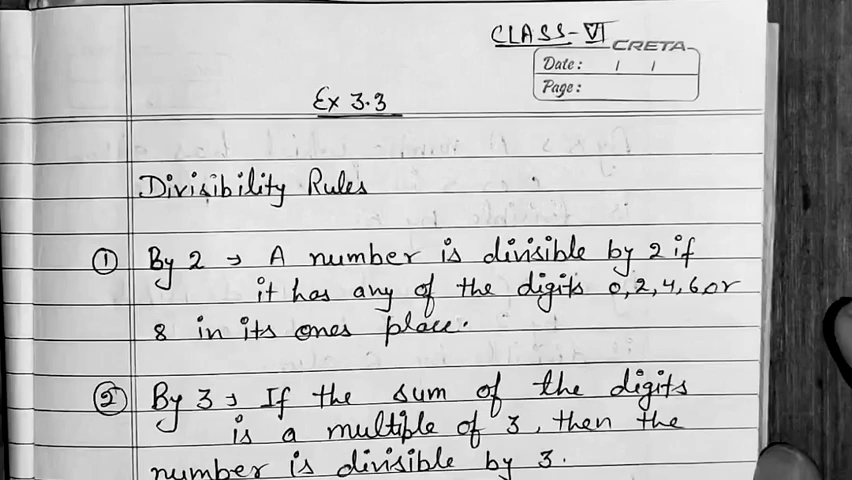 CLASS-VI
CRETA
Date: / /
Page:
Ex 3.3
Divisibility Rules
① By 2 → A number is divisible by 2 if
it has any of the digits 0, 2, 4, 6, or
8 in its ones place.
② By 3 → If the sum of the digits
is a multiple of 3, then the
number is divisible by 3.